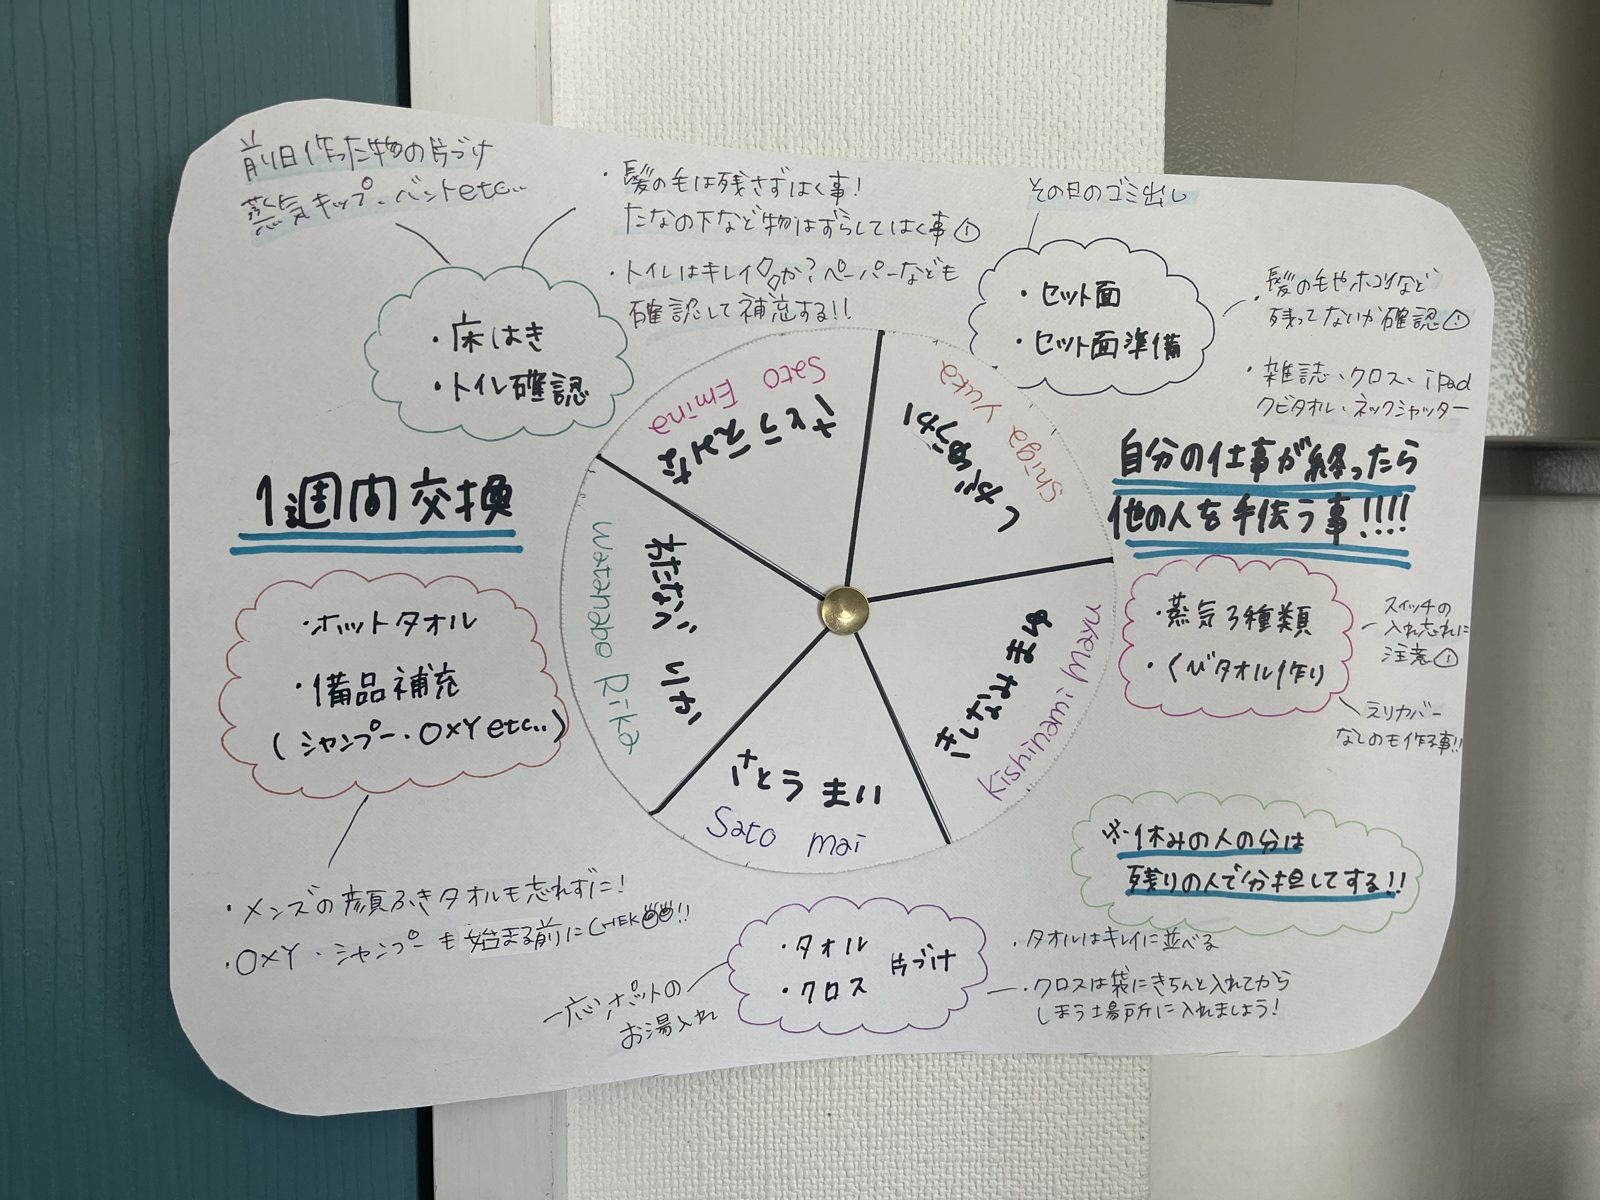 前日作った物の片づけ
蒸気キップ・バントetc..
・床はき
・トイレ確認
・髪の毛は残さずはく事!
たなの下など物はずらしてはく事!
・トイレはキレイか?ペーパーなども
確認して補充する!!
その日のゴミ出し
・セット面
・セット面準備
・髪の毛やホコリなど
残ってないか確認!
・雑誌・クロス・iPad
クビタオル・ネックシャッター
1週間交換
自分の仕事が終ったら
他の人を手伝う事!!!!
さとう えみな
Sato Emina
しが ゆうか
Shiga Yuka
きしなみ まゆ
Kishinami Mayu
さとう まい
Sato mai
わたなべ りか
Watanabe Rika
・ホットタオル
・備品補充
(シャンプー・OXY etc..)
・メンズの顔ふきタオルも忘れずに!
・OXY・シャンプーも始まる前にCHEK!!
・蒸気3種類
・くびタオル作り
スイッチの
入れ忘れに
注意!
えりカバー
なしのも作る事!!
※・休みの人の分は
残りの人で分担してする!!
・タオル
・クロス
片づけ
一応ポットの
お湯入れ
・タオルはキレイに並べる
・クロスは袋にきちんと入れてから
しまう場所に入れましょう!